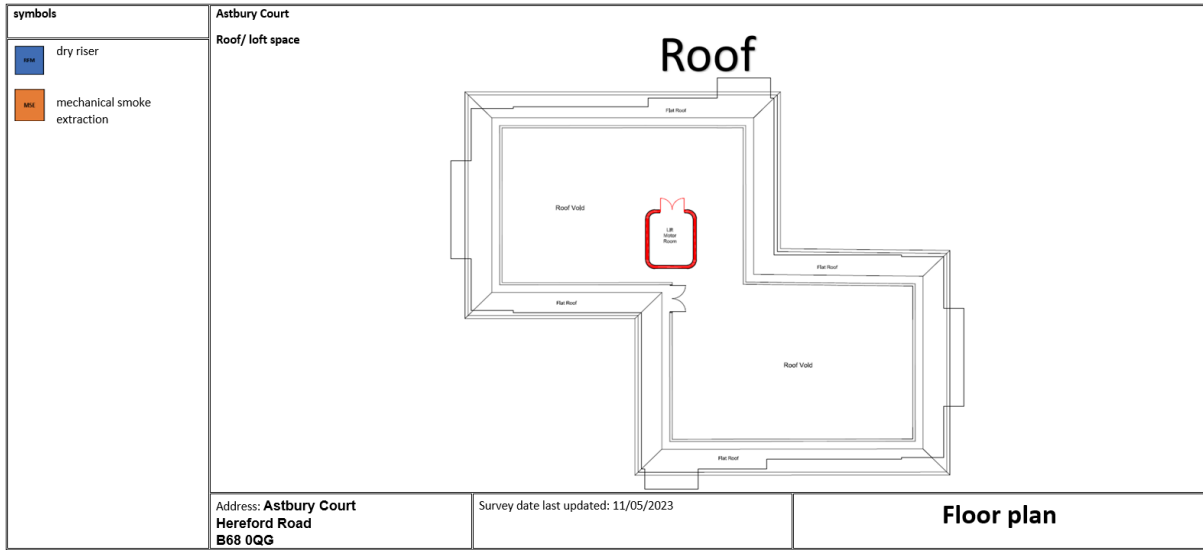 symbols
dry riser
MSE
mechanical smoke
extraction
Astbury Court
Roof/ loft space
Roof
Flat Roof
Roof Void
Lift
Motor
Room
Flat Roof
Flat Roof
Roof Void
Flat Roof
Address: Astbury Court
Hereford Road
B68 0QG
Survey date last updated: 11/05/2023
Floor plan